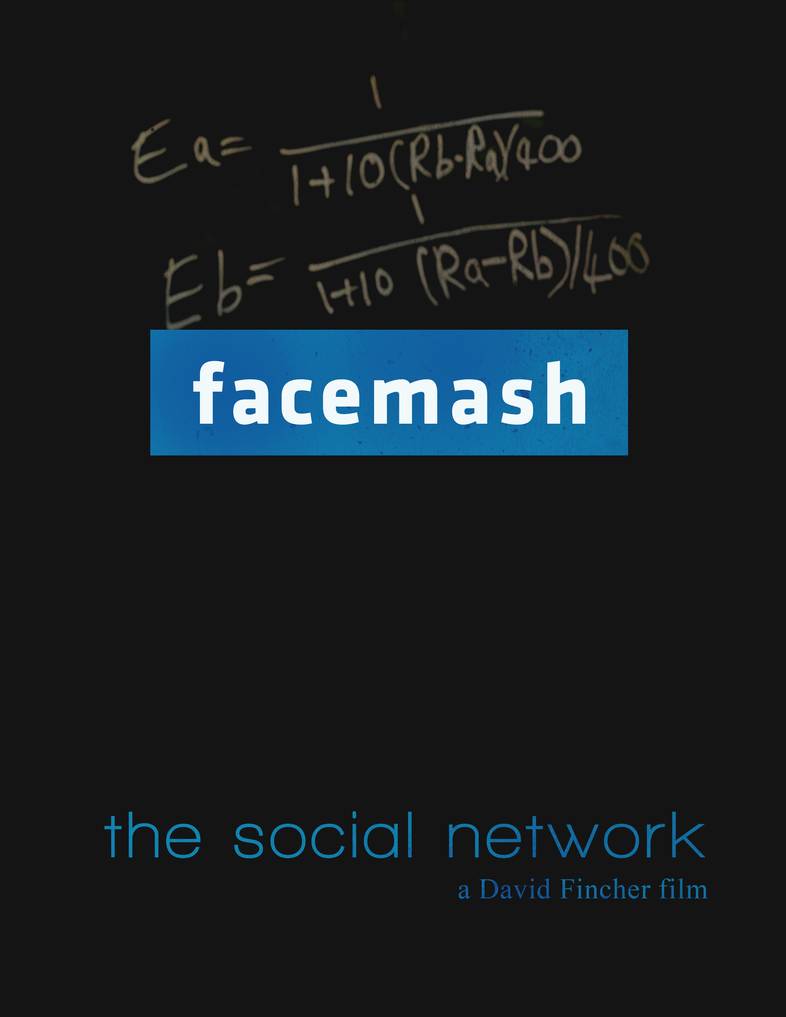 1
Ea=
1+10(Rb-Ra)/400
1
Eb=
1+10 (Ra-Rb)/400
facemash
the social network
a David Fincher film